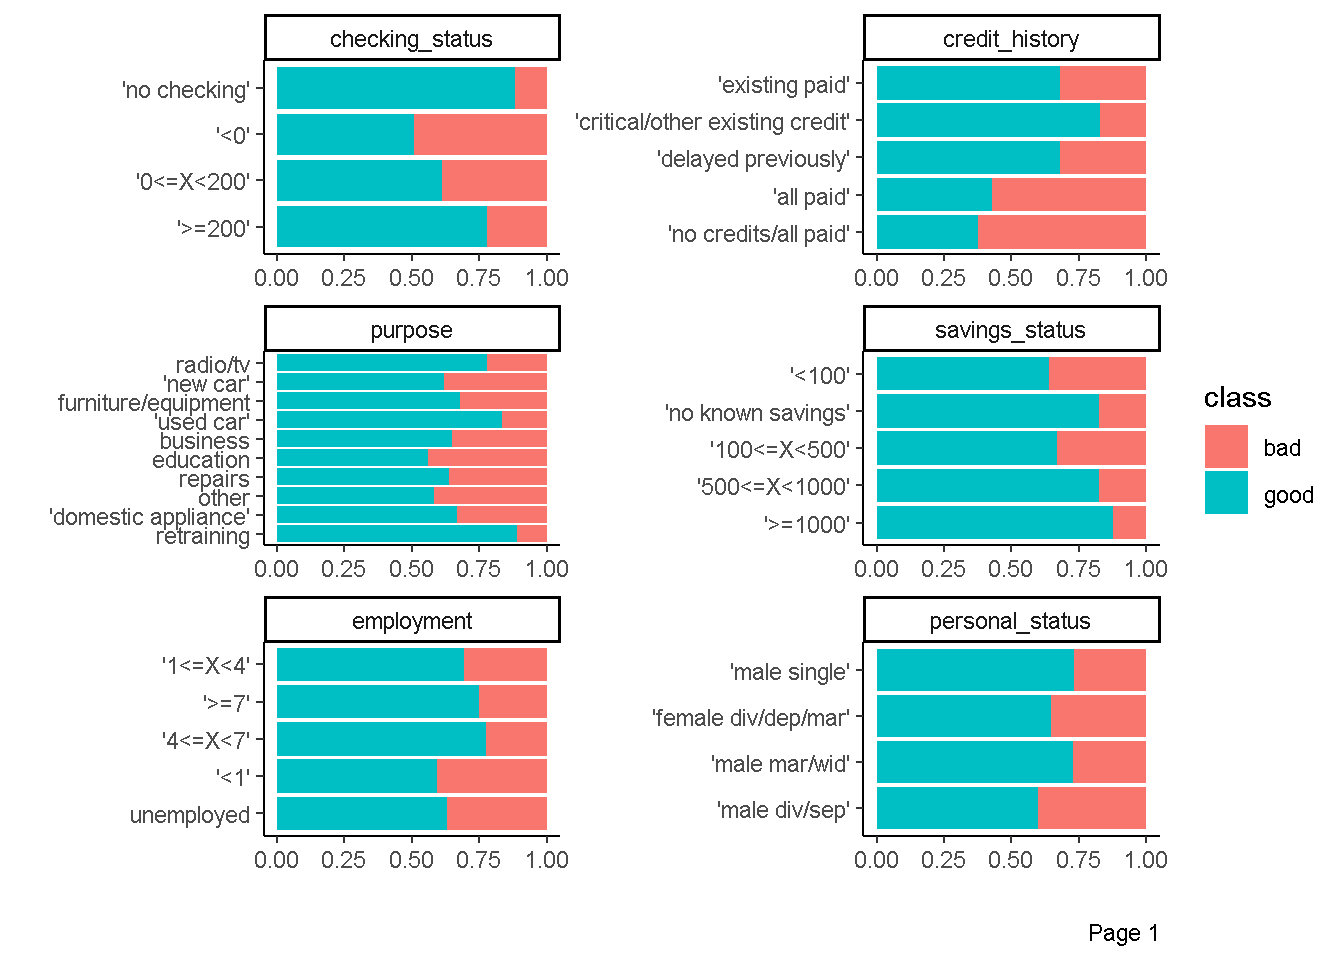 checking_status
'no checking'
'<0'
'0<=X<200'
'>=200'
0.00 0.25 0.50 0.75 1.00
credit_history
'existing paid'
'critical/other existing credit'
'delayed previously'
'all paid'
'no credits/all paid'
0.00 0.25 0.50 0.75 1.00
purpose
radio/tv
'new car'
furniture/equipment
'used car'
business
education
repairs
other
'domestic appliance'
retraining
0.00 0.25 0.50 0.75 1.00
savings_status
'<100'
'no known savings'
'100<=X<500'
'500<=X<1000'
'>=1000'
0.00 0.25 0.50 0.75 1.00
employment
'1<=X<4'
'>=7'
'4<=X<7'
'<1'
unemployed
0.00 0.25 0.50 0.75 1.00
personal_status
'male single'
'female div/dep/mar'
'male mar/wid'
'male div/sep'
0.00 0.25 0.50 0.75 1.00
class
bad
good
Page 1